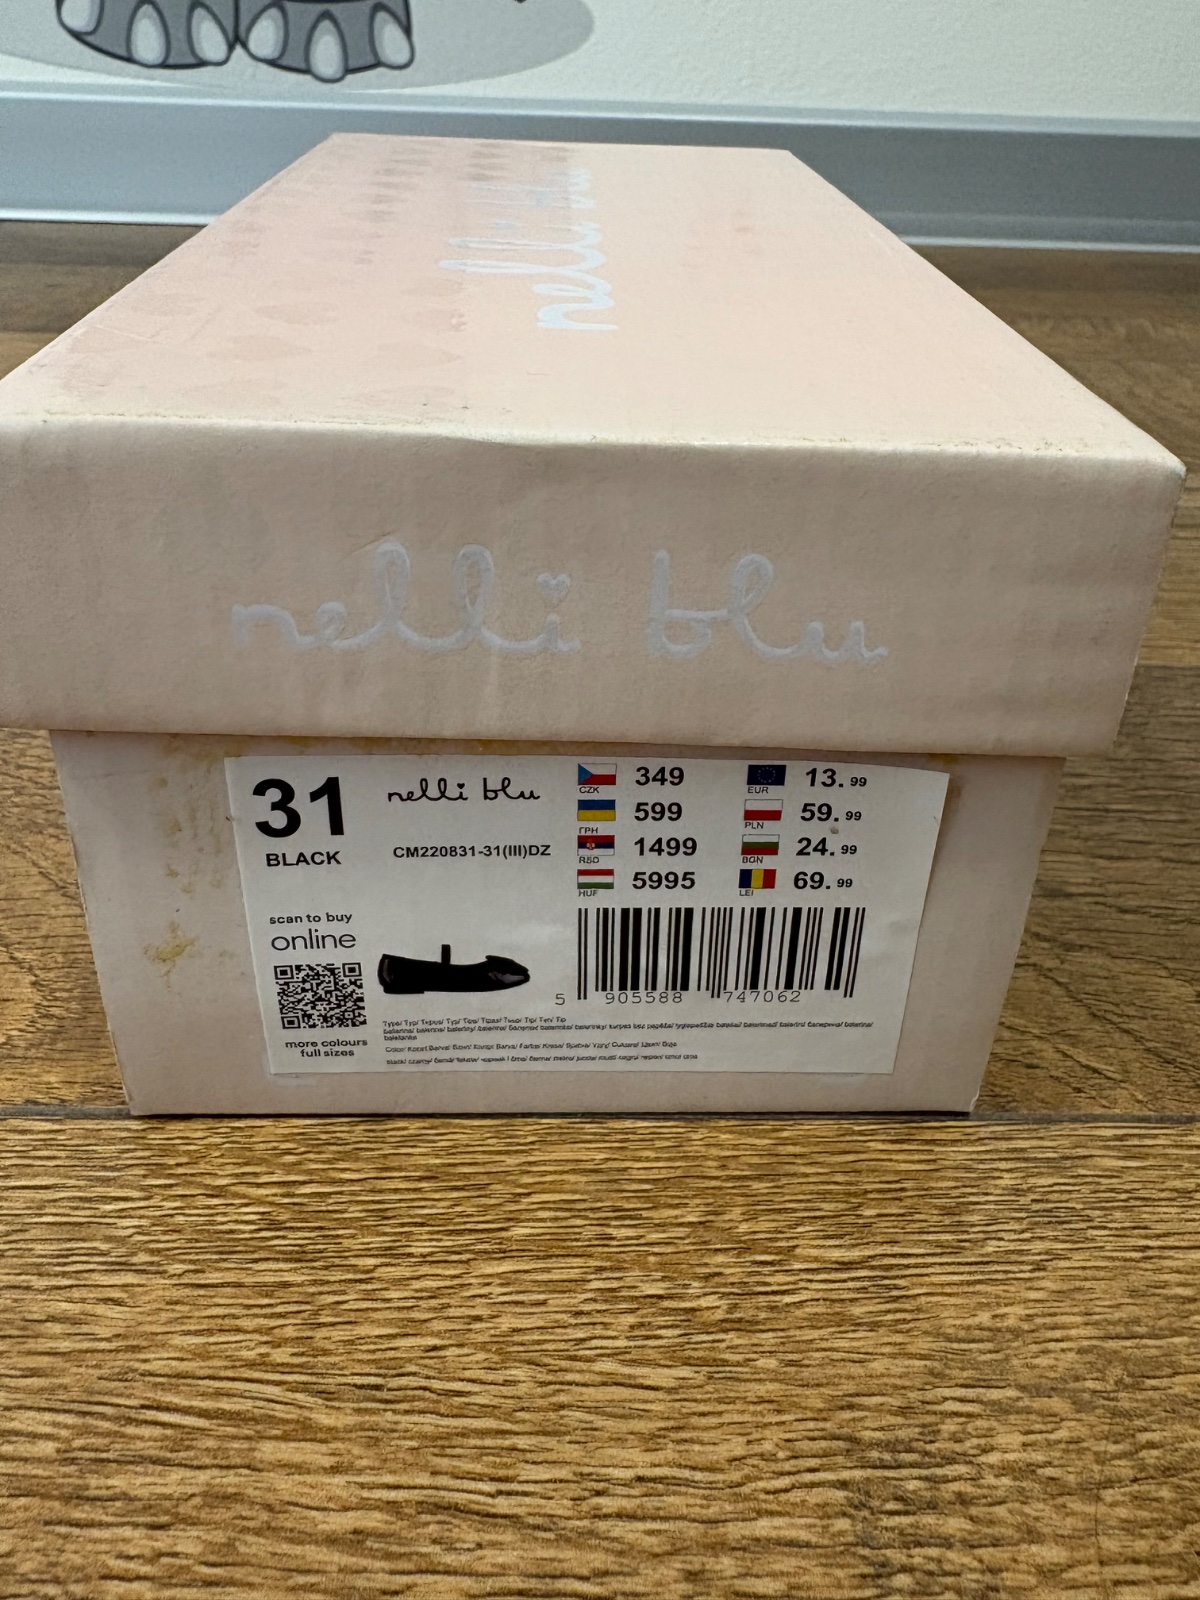 nelli blu
nelli blu
31
BLACK
nelli blu
CM220831-31(III)DZ
CZK 349
EUR 13.99
ГРН 599
PLN 59.99
RSD 1499
BGN 24.99
HUF 5995
LEI 69.99
scan to buy
online
more colours
full sizes
5 905588 747062